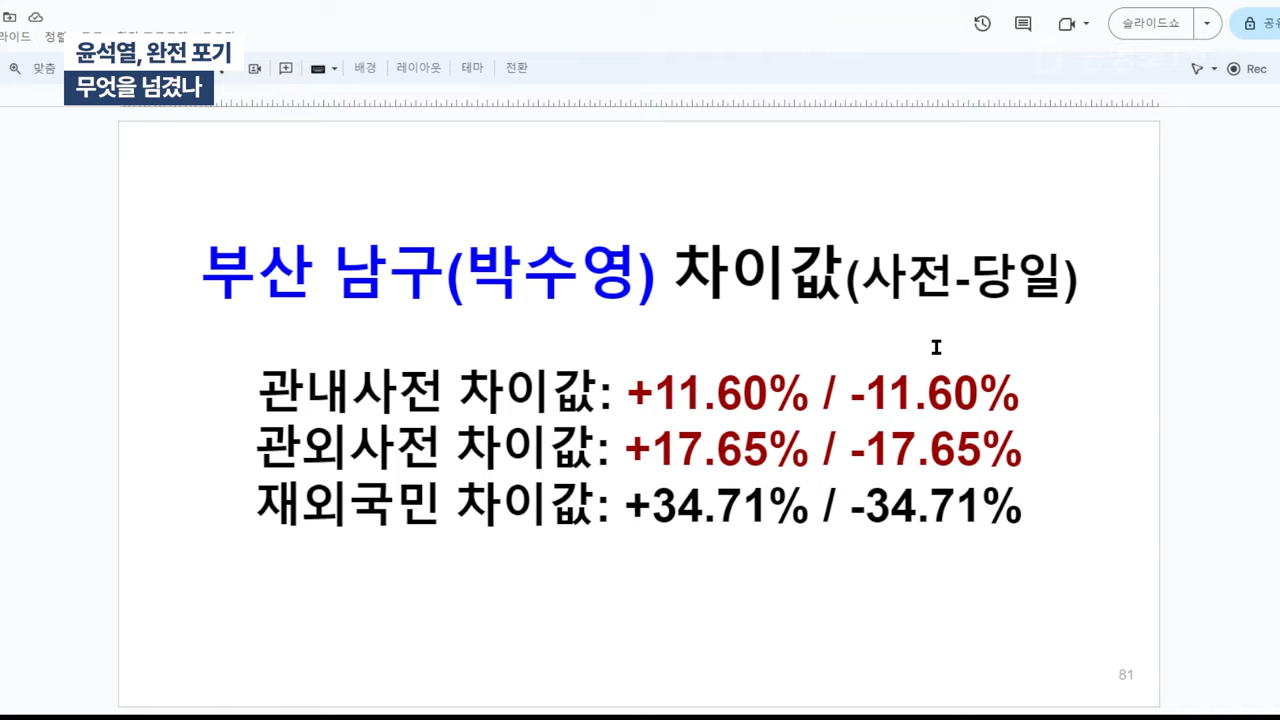 윤석열, 완전 포기
무엇을 넘겼나
슬라이드쇼
맞춤
배경
레이아웃
테마
전환
Rec
부산 남구(박수영) 차이값(사전-당일)
관내사전 차이값: +11.60% / -11.60%
관외사전 차이값: +17.65% / -17.65%
재외국민 차이값: +34.71% / -34.71%
81